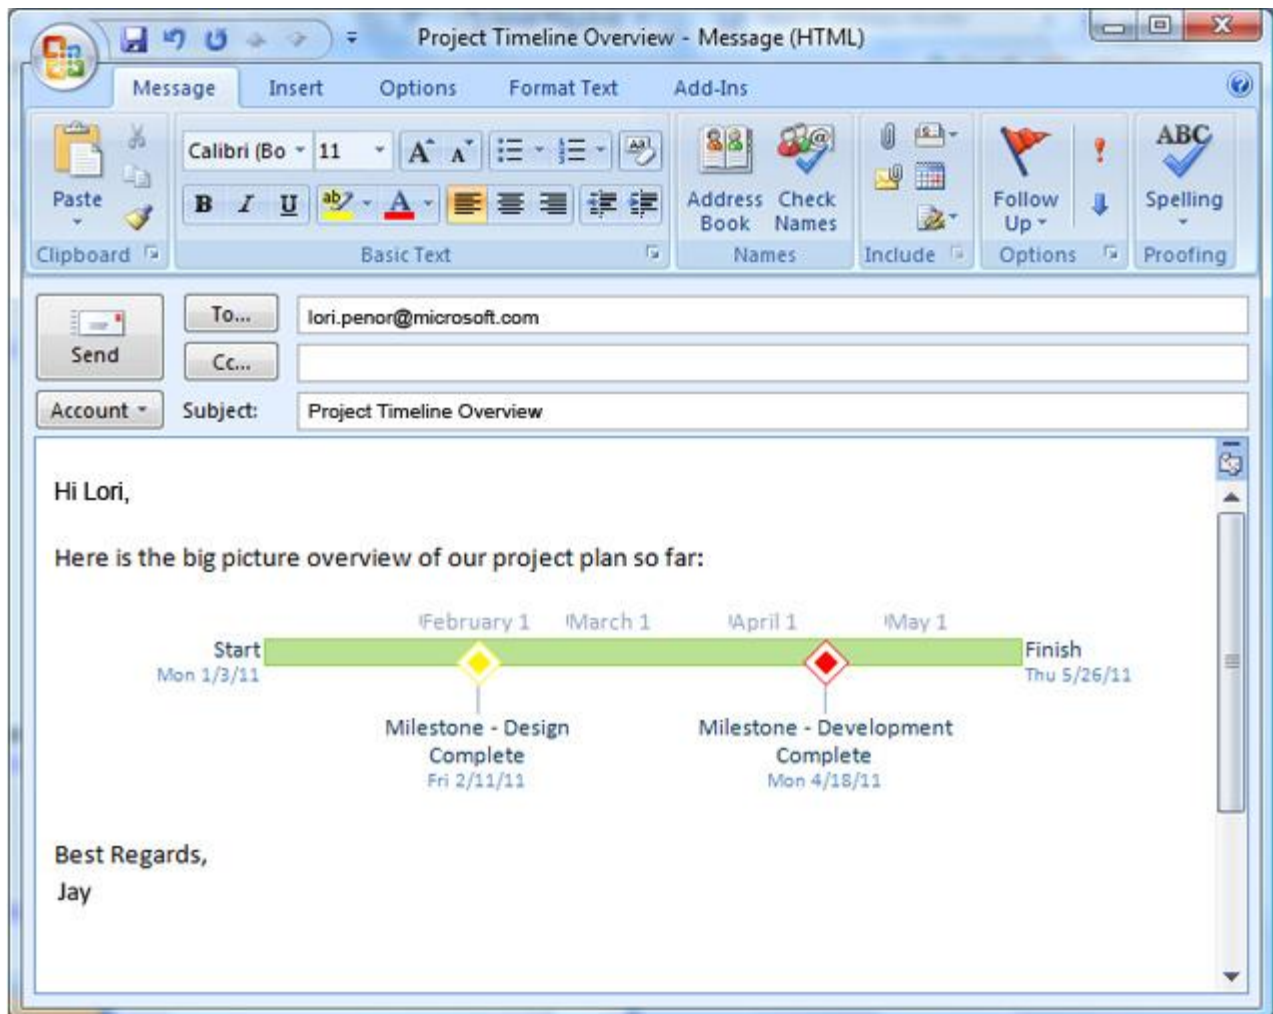 Project Timeline Overview - Message (HTML)
Message Insert Options Format Text Add-Ins
Calibri (Bo 11 A A Aa ABC
Paste B I U ab A Address Book Check Names Follow Up Spelling
Clipboard Basic Text Names Include Options Proofing
To... lori.penor@microsoft.com
Send
Cc...
Account Subject: Project Timeline Overview
Hi Lori,
Here is the big picture overview of our project plan so far:
February 1 March 1 April 1 May 1
Start Finish
Mon 1/3/11 Thu 5/26/11
Milestone - Design Milestone - Development
Complete Complete
Fri 2/11/11 Mon 4/18/11
Best Regards,
Jay